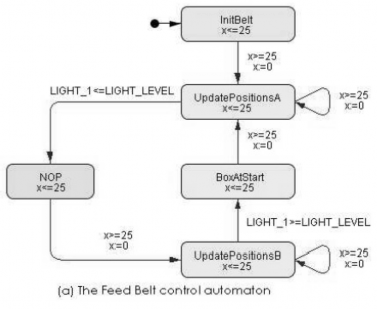 InitBelt
x<=25
x>=25
x:=0
LIGHT_1<=LIGHT_LEVEL
UpdatePositionsA
x<=25
x>=25
x:=0
x>=25
x:=0
NOP
x<=25
BoxAtStart
x<=25
LIGHT_1>=LIGHT_LEVEL
x>=25
x:=0
UpdatePositionsB
x<=25
x>=25
x:=0
(a) The Feed Belt control automaton